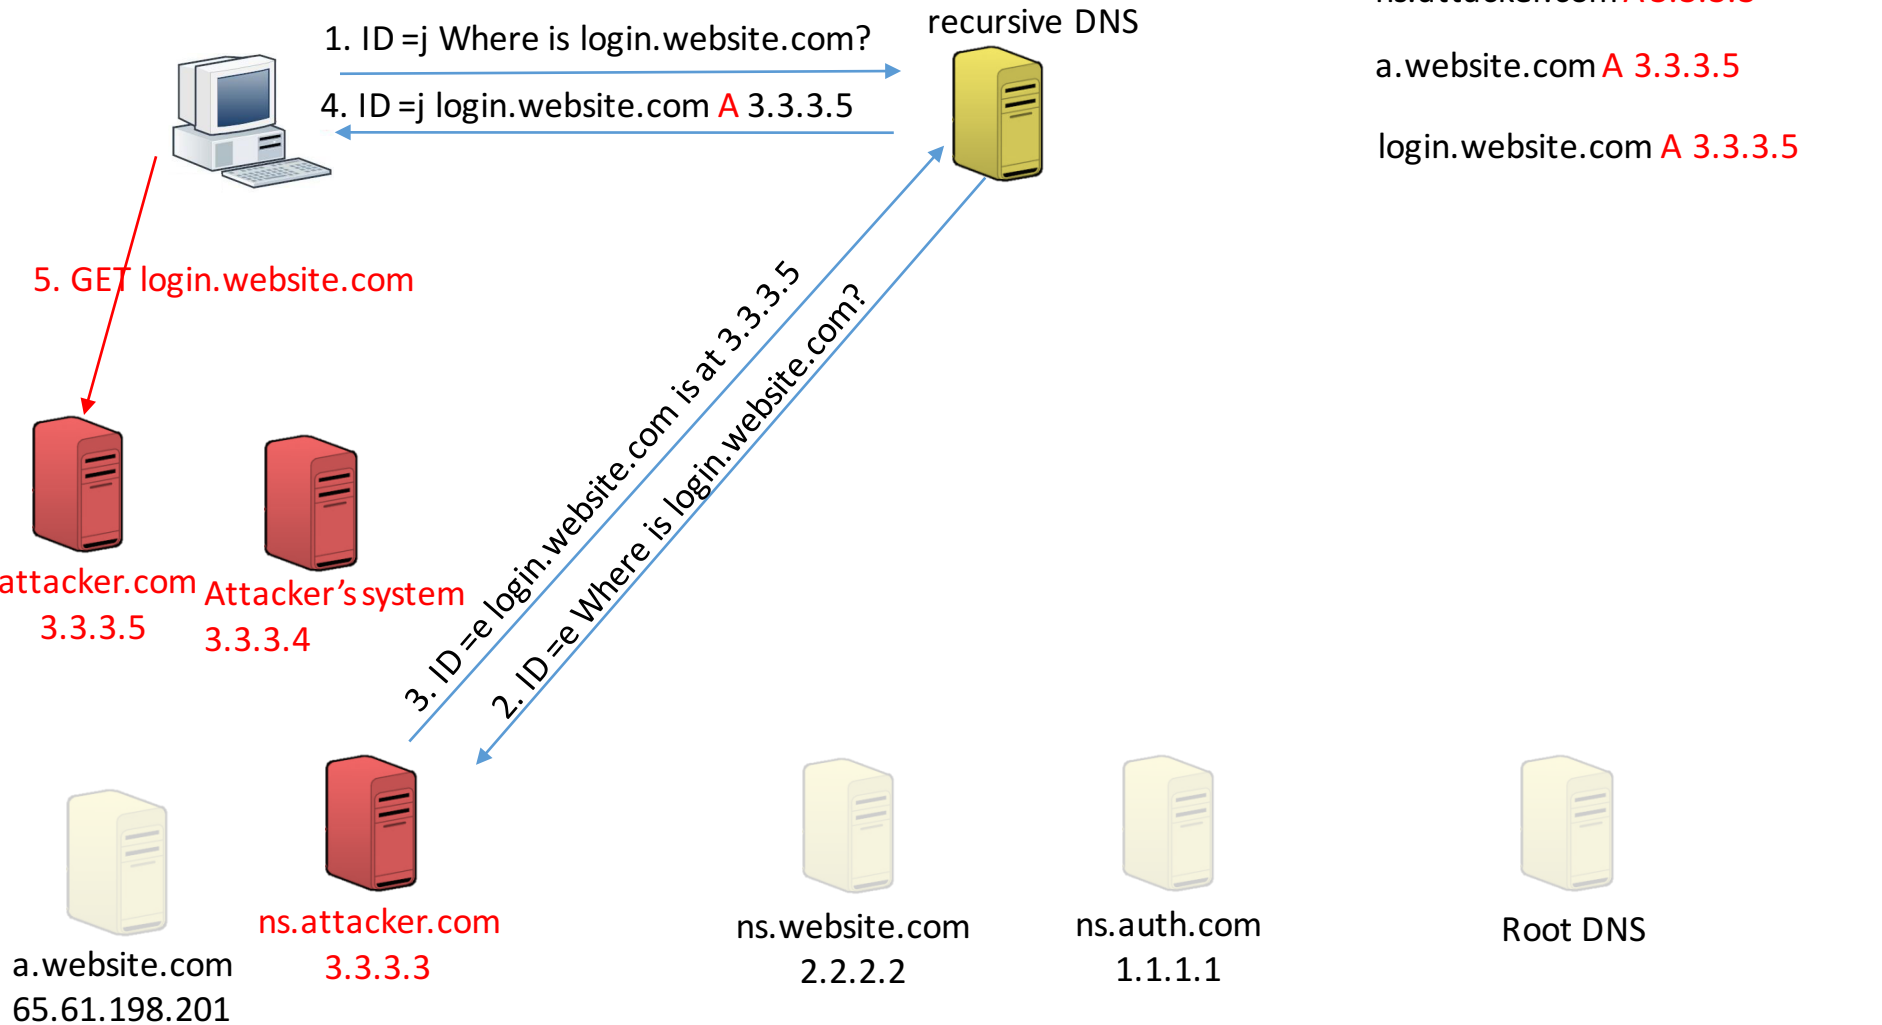 recursive DNS
1. ID =j Where is login.website.com?
4. ID =j login.website.com A 3.3.3.5
a.website.com A 3.3.3.5
login.website.com A 3.3.3.5
5. GET login.website.com
3. ID =e login.website.com is at 3.3.3.5
2. ID =e Where is login.website.com?
attacker.com
3.3.3.5
Attacker's system
3.3.3.4
ns.attacker.com
3.3.3.3
a.website.com
65.61.198.201
ns.website.com
2.2.2.2
ns.auth.com
1.1.1.1
Root DNS